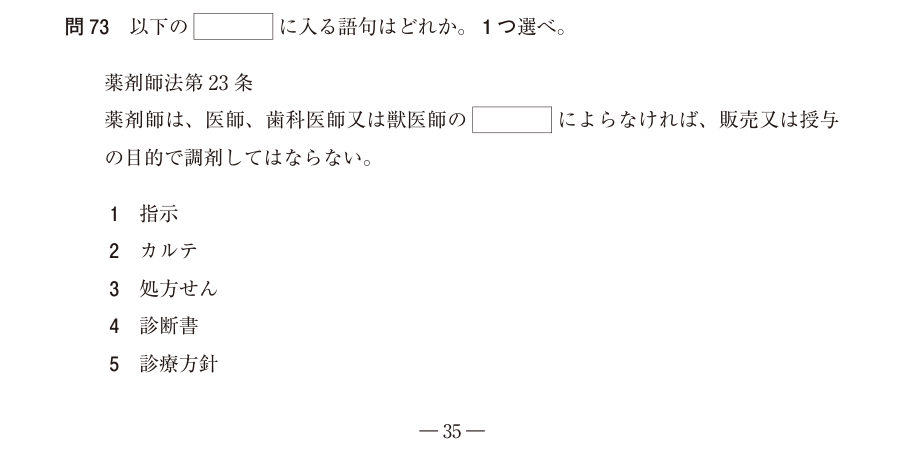 問 73　以下の　　　　に入る語句はどれか。1つ選べ。
薬剤師法第 23 条
薬剤師は、医師、歯科医師又は獣医師の　　　　によらなければ、販売又は授与
の目的で調剤してはならない。
1　指示
2　カルテ
3　処方せん
4　診断書
5　診療方針
— 35 —